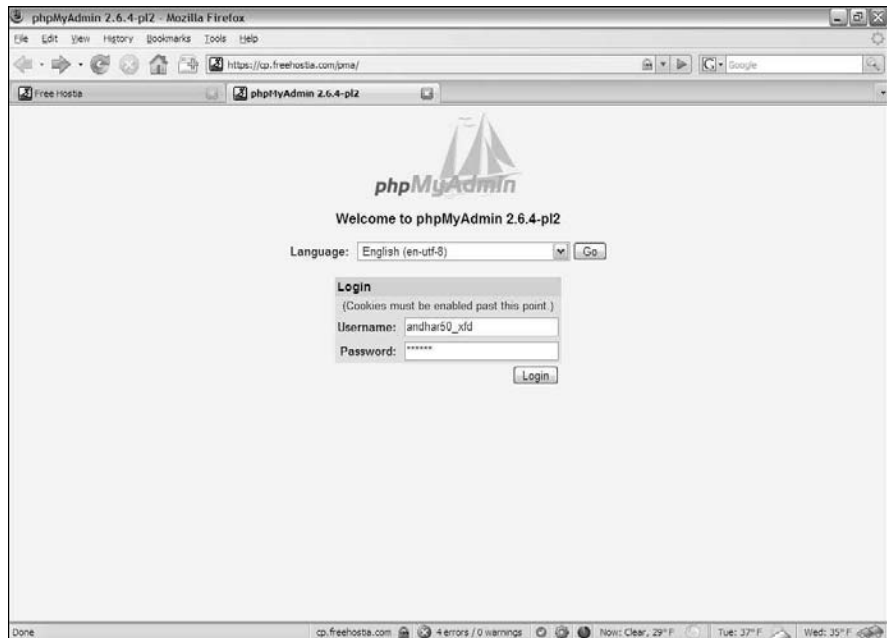 phpMyAdmin 2.6.4-pl2 - Mozilla Firefox
File Edit View History Bookmarks Tools Help
https://cp.freehostia.com/pma/
G Google
Free Hostia
phpMyAdmin 2.6.4-pl2
phpMyAdmin
Welcome to phpMyAdmin 2.6.4-pl2
Language: English (en-utf-8) Go
Login
(Cookies must be enabled past this point.)
Username: andhar50_xfd
Password: ******
Login
Done cp.freehostia.com 4 errors / 0 warnings Now: Clear, 29° F Tue: 37° F Wed: 35° F